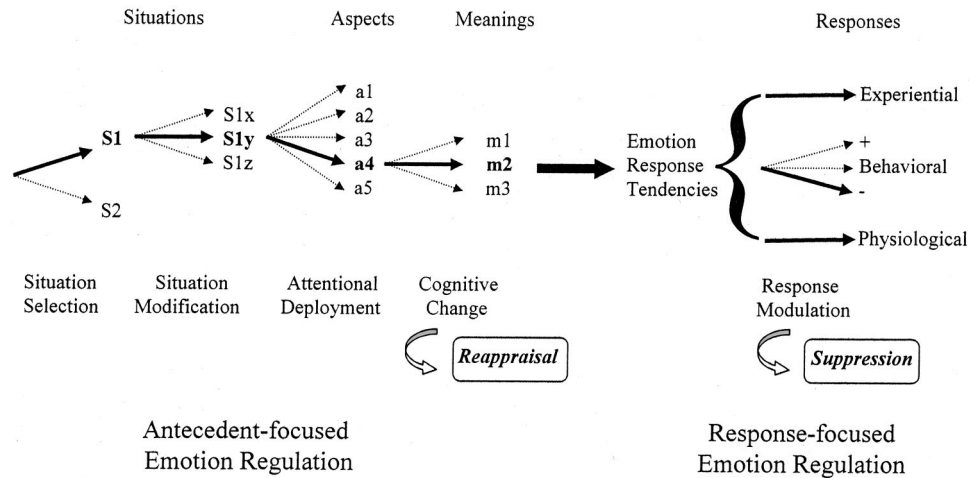 Situations
Aspects
Meanings
Responses
S1
S2
S1x
S1y
S1z
a1
a2
a3
a4
a5
m1
m2
m3
Emotion
Response
Tendencies
Experiential
+
Behavioral
-
Physiological
Situation
Selection
Situation
Modification
Attentional
Deployment
Cognitive
Change
Reappraisal
Response
Modulation
Suppression
Antecedent-focused
Emotion Regulation
Response-focused
Emotion Regulation